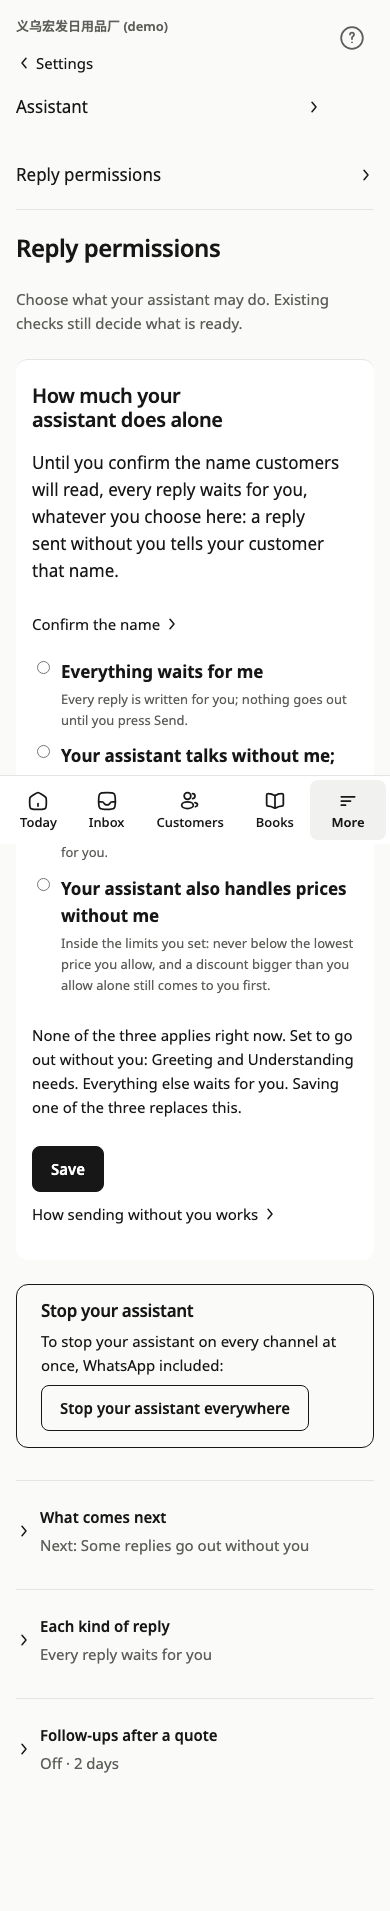 义乌宏发日用品厂 (demo)
Settings
Assistant
Reply permissions
Reply permissions
Choose what your assistant may do. Existing
checks still decide what is ready.
How much your
assistant does alone
Until you confirm the name customers
will read, every reply waits for you,
whatever you choose here: a reply
sent without you tells your customer
that name.
Confirm the name
Everything waits for me
Every reply is written for you; nothing goes out
until you press Send.
Your assistant talks without me;
Today
Inbox
Customers
Books
More
for you.
Your assistant also handles prices
without me
Inside the limits you set: never below the lowest
price you allow, and a discount bigger than you
allow alone still comes to you first.
None of the three applies right now. Set to go
out without you: Greeting and Understanding
needs. Everything else waits for you. Saving
one of the three replaces this.
Save
How sending without you works
Stop your assistant
To stop your assistant on every channel at
once, WhatsApp included:
Stop your assistant everywhere
What comes next
Next: Some replies go out without you
Each kind of reply
Every reply waits for you
Follow-ups after a quote
Off · 2 days